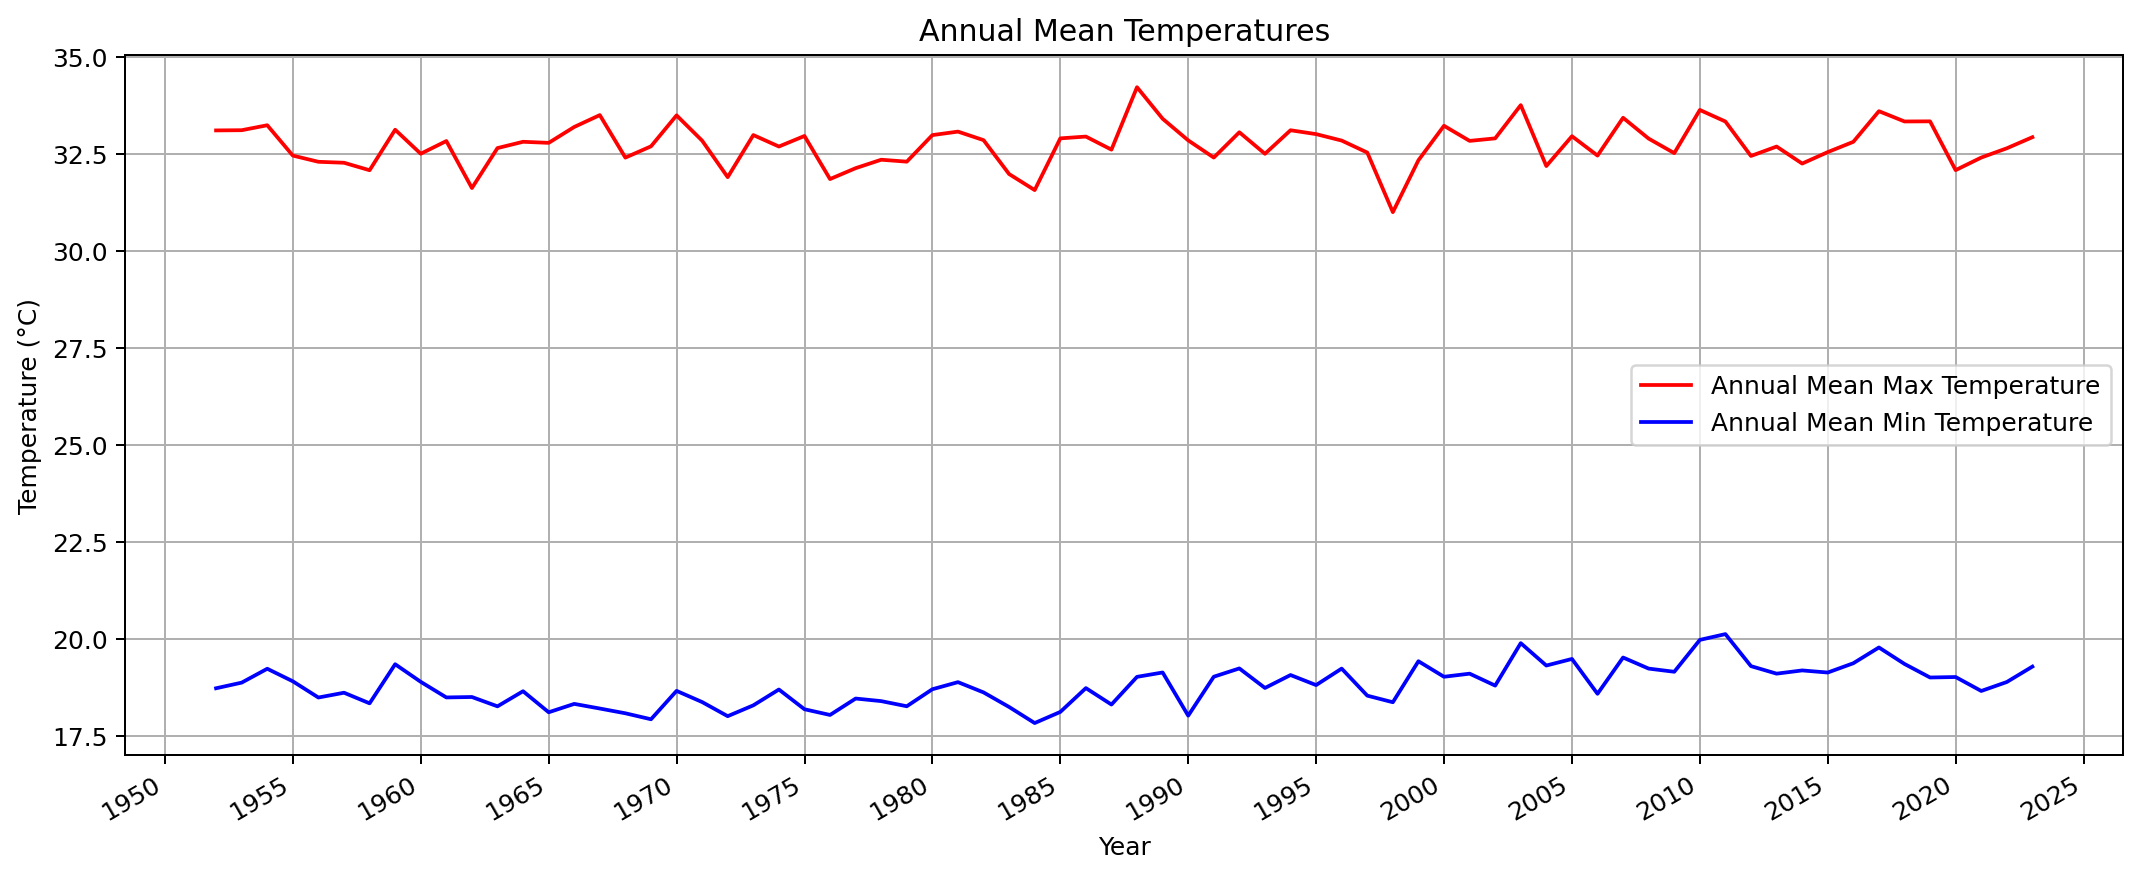 Annual Mean Temperatures
35.0
32.5
30.0
27.5
25.0
22.5
20.0
17.5
Temperature (°C)
Annual Mean Max Temperature
Annual Mean Min Temperature
1950 1955 1960 1965 1970 1975 1980 1985 1990 1995 2000 2005 2010 2015 2020 2025
Year